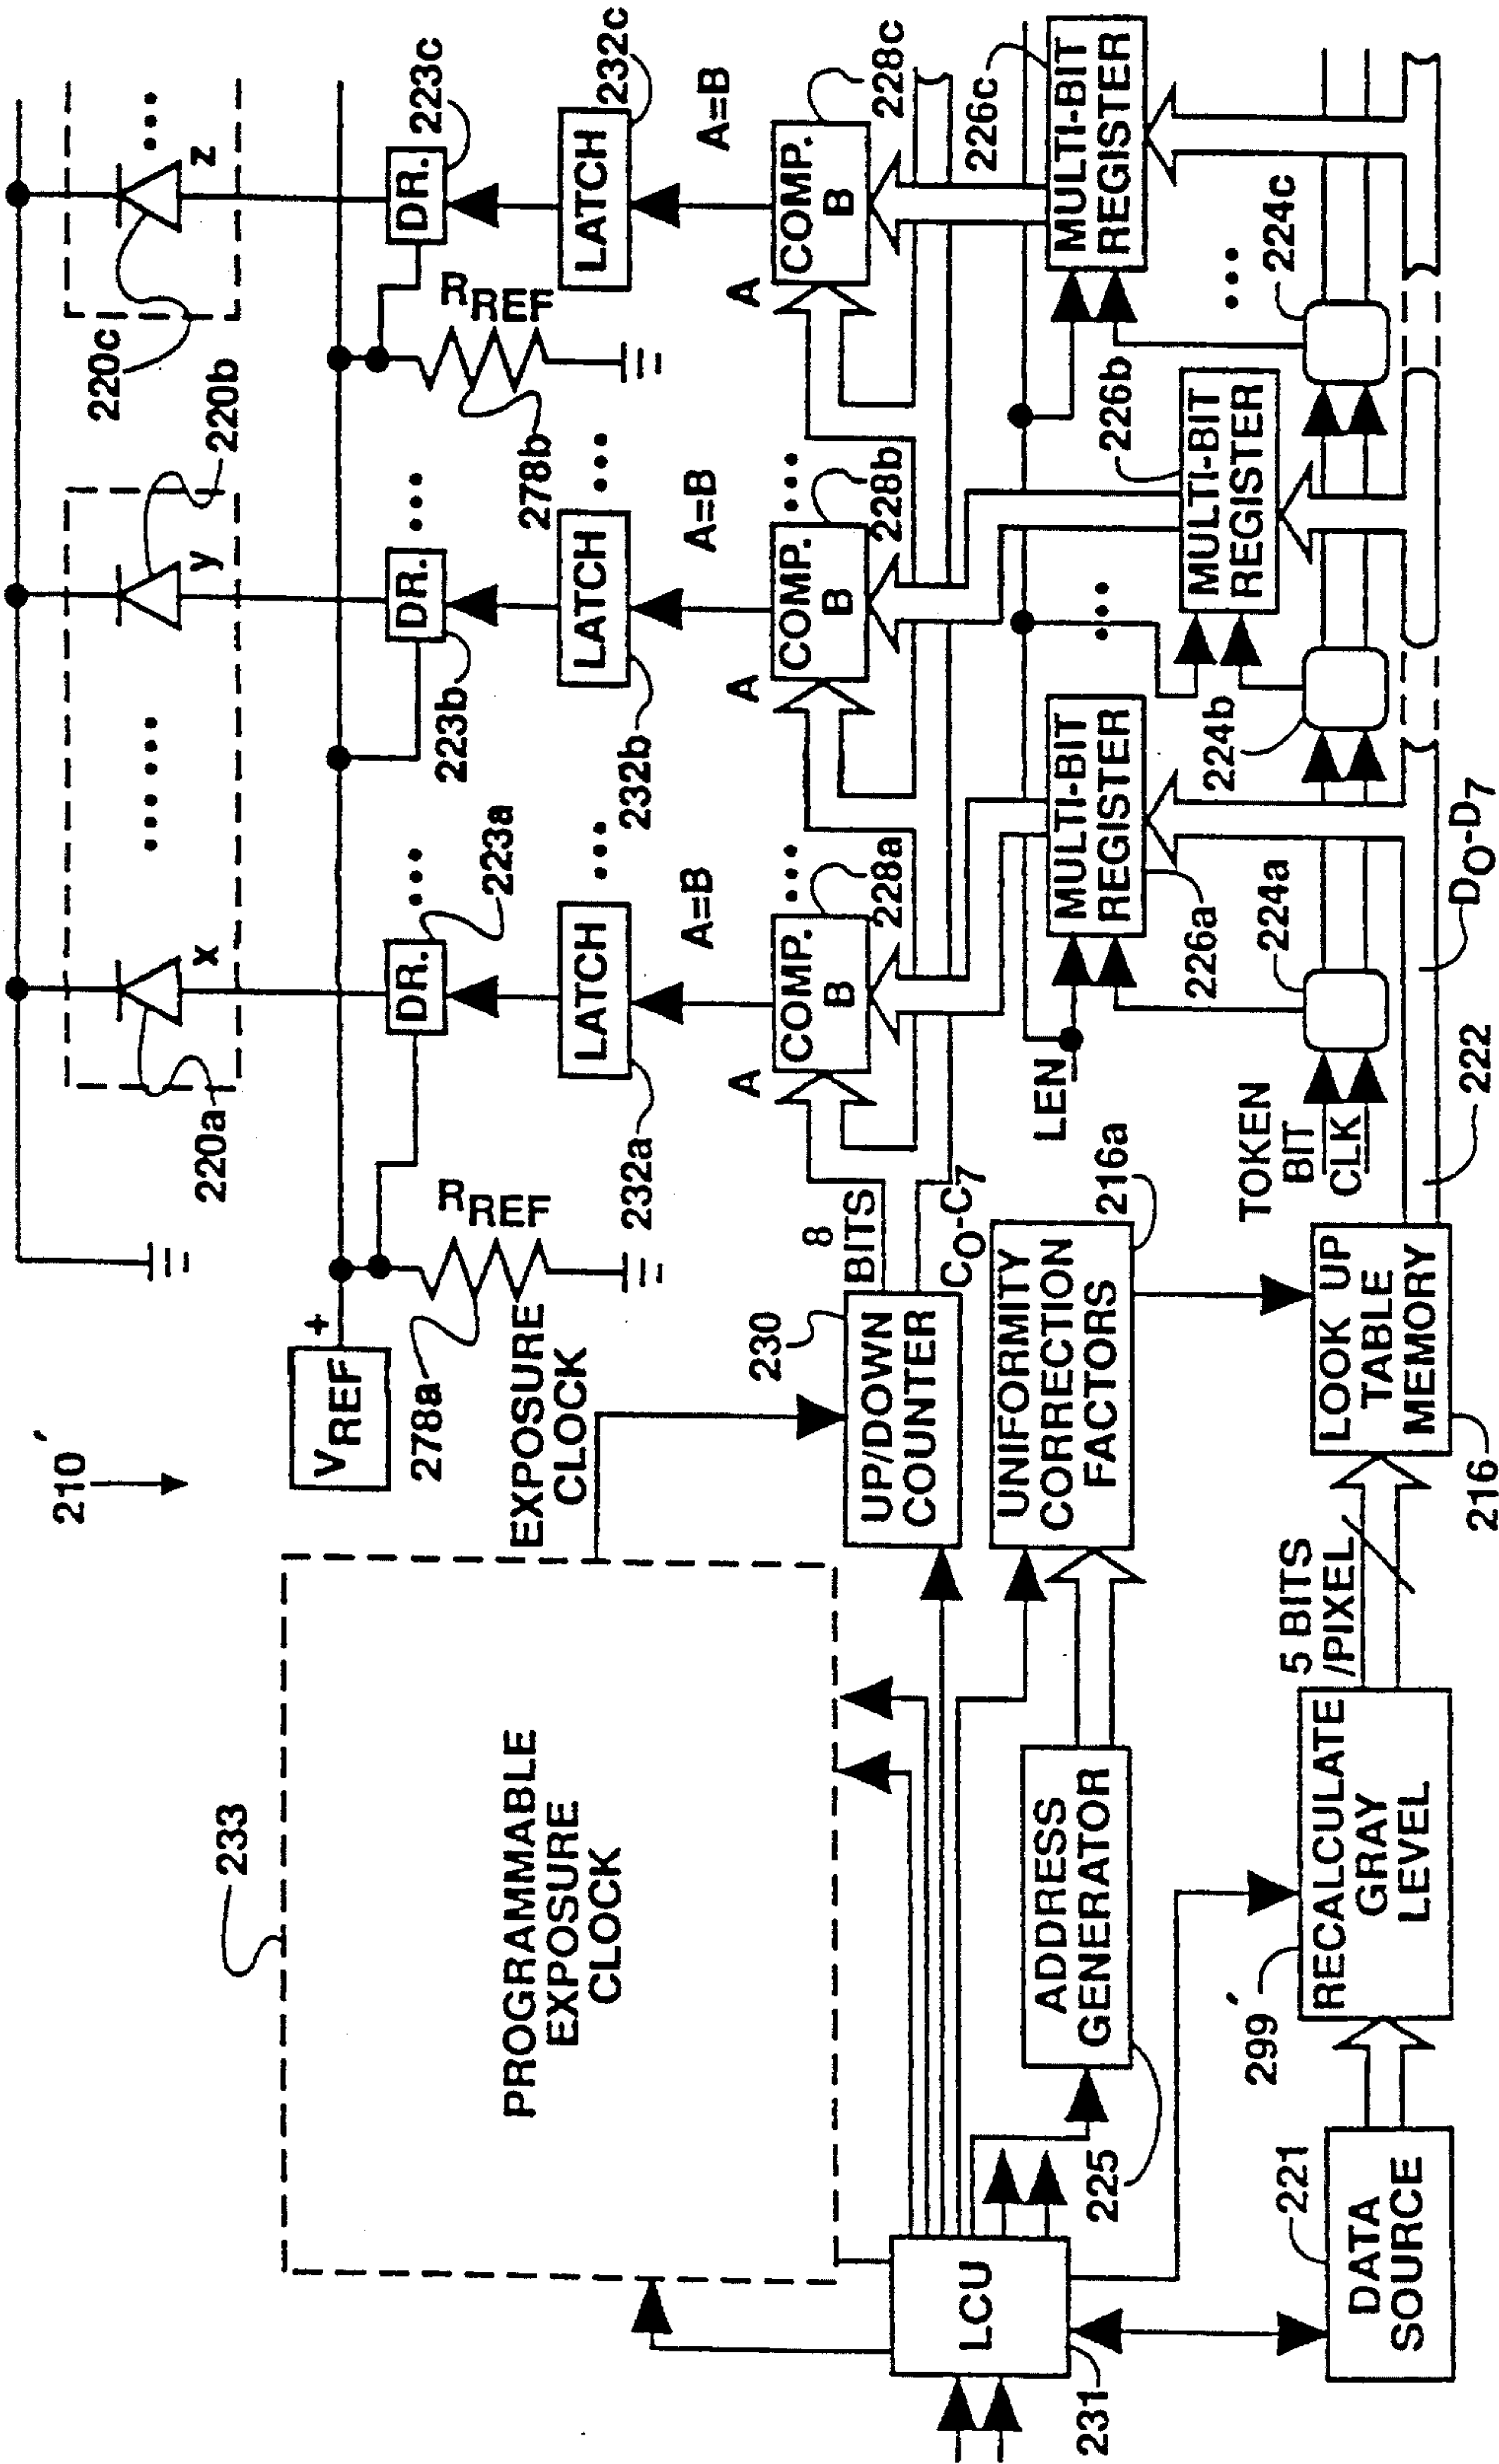 210'
233
PROGRAMMABLE
EXPOSURE
CLOCK
EXPOSURE
CLOCK
VREF
+
RREF
278a
RREF
278b
220a
x
220b
y
220c
z
DR.
223a
DR.
223b
DR.
223c
LATCH
232a
LATCH
232b
LATCH
232c
A=B
A=B
A=B
A
COMP.
B
228a
A
COMP.
B
228b
A
COMP.
B
228c
230
UP/DOWN
COUNTER
8
BITS
C0-C7
LCU
231
ADDRESS
GENERATOR
225
UNIFORMITY
CORRECTION
FACTORS
216a
LEN
MULTI-BIT
REGISTER
226a
MULTI-BIT
REGISTER
226b
MULTI-BIT
REGISTER
226c
TOKEN
BIT
CLK
224a
224b
224c
DATA
SOURCE
221
RECALCULATE
GRAY
LEVEL
299'
5 BITS
/PIXEL
LOOK UP
TABLE
MEMORY
216
222
D0-D7